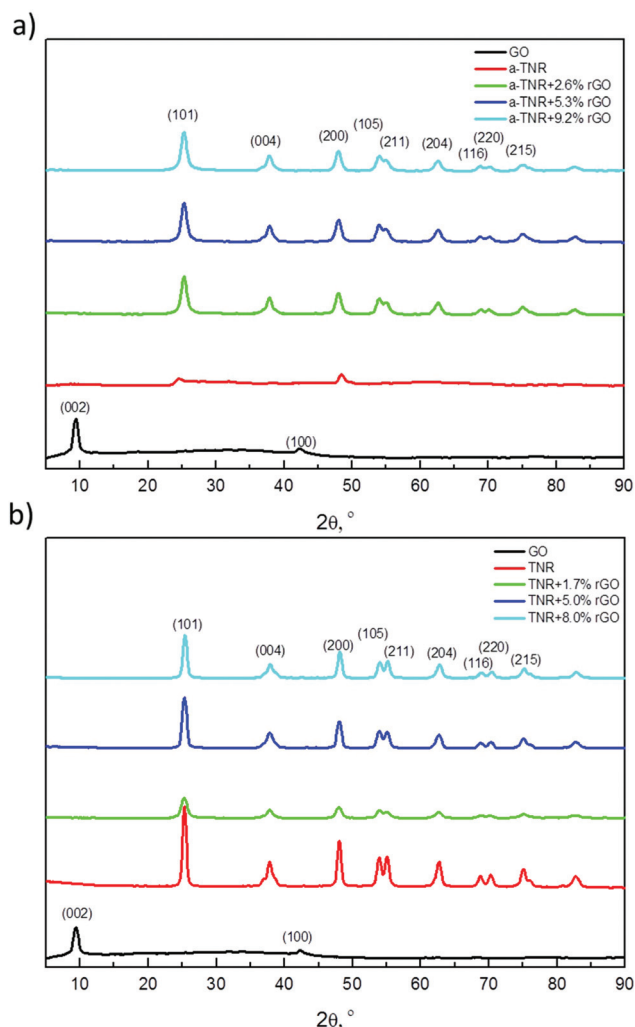 a)
GO
a-TNR
a-TNR+2.6% rGO
a-TNR+5.3% rGO
a-TNR+9.2% rGO
(101)
(004)
(200)
(105)
(211)
(204)
(116)
(220)
(215)
(002)
(100)
10 20 30 40 50 60 70 80 90
2θ, °
b)
GO
TNR
TNR+1.7% rGO
TNR+5.0% rGO
TNR+8.0% rGO
(101)
(004)
(200)
(105)
(211)
(204)
(116)
(220)
(215)
(002)
(100)
10 20 30 40 50 60 70 80 90
2θ, °